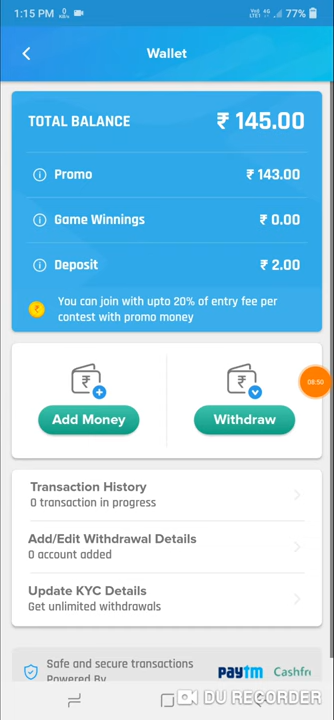 1:15 PM
77%
Wallet
TOTAL BALANCE ₹ 145.00
Promo ₹ 143.00
Game Winnings ₹ 0.00
Deposit ₹ 2.00
You can join with upto 20% of entry fee per
contest with promo money
Add Money
Withdraw
08:50
Transaction History
0 transaction in progress
Add/Edit Withdrawal Details
0 account added
Update KYC Details
Get unlimited withdrawals
Safe and secure transactions
Powered By
paytm Cashfr
DU RECORDER